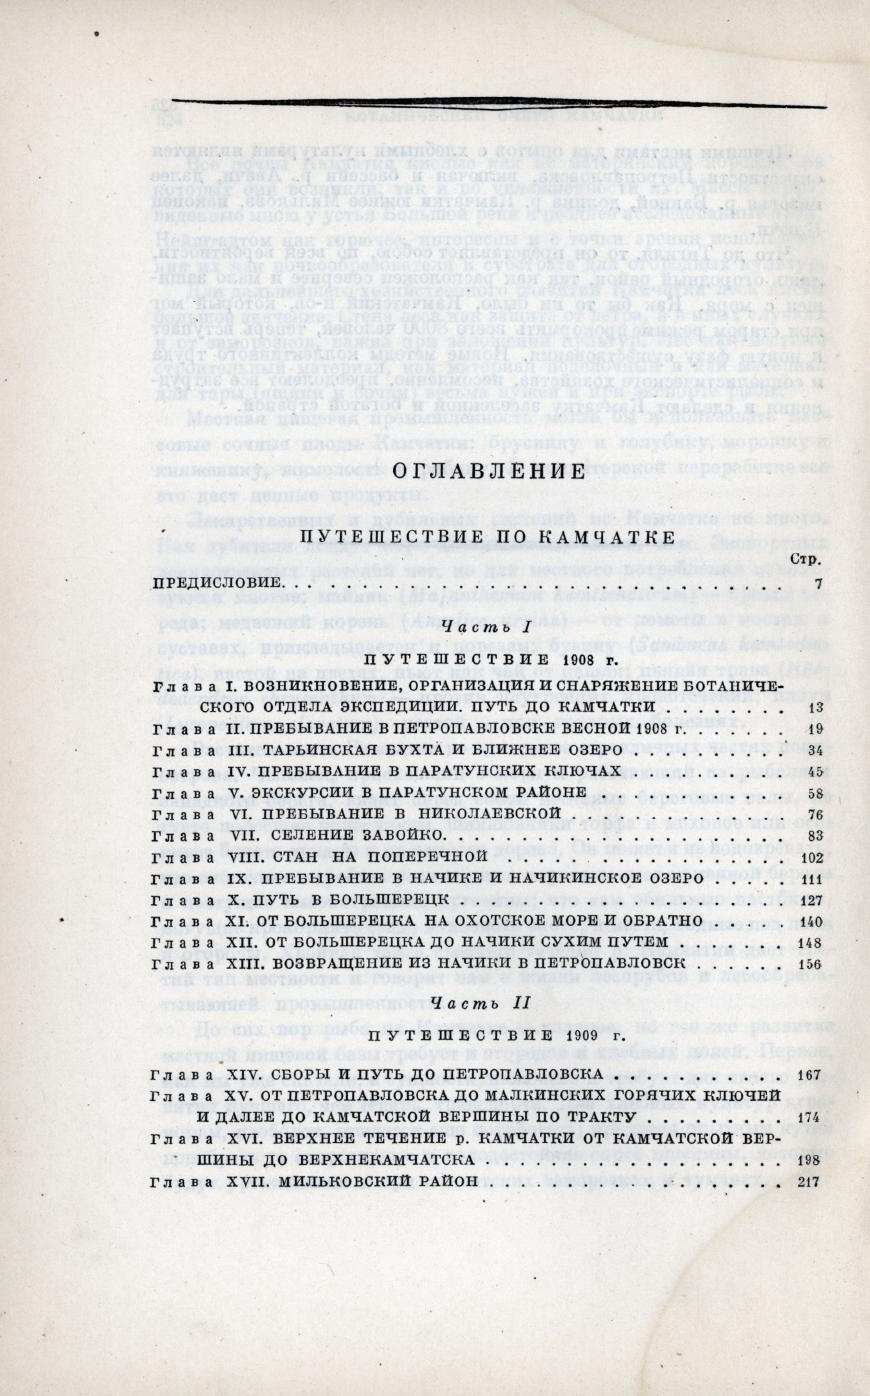 ОГЛАВЛЕНИЕ
ПУТЕШЕСТВИЕ ПО КАМЧАТКЕ
Стр.
ПРЕДИСЛОВИЕ. . . . . . . . . . . . . . . . . . . . . . . . . . . . 7
Часть I
ПУТЕШЕСТВИЕ 1908 г.
Глава I. ВОЗНИКНОВЕНИЕ, ОРГАНИЗАЦИЯ И СНАРЯЖЕНИЕ БОТАНИЧЕ-
СКОГО ОТДЕЛА ЭКСПЕДИЦИИ. ПУТЬ ДО КАМЧАТКИ . . . . . . . . 13
Глава II. ПРЕБЫВАНИЕ В ПЕТРОПАВЛОВСКЕ ВЕСНОЙ 1908 г. . . . . . . 19
Глава III. ТАРЬИНСКАЯ БУХТА И БЛИЖНЕЕ ОЗЕРО . . . . . . . . . 34
Глава IV. ПРЕБЫВАНИЕ В ПАРАТУНСКИХ КЛЮЧАХ . . . . . . . . . 45
Глава V. ЭКСКУРСИИ В ПАРАТУНСКОМ РАЙОНЕ . . . . . . . . . . 58
Глава VI. ПРЕБЫВАНИЕ В НИКОЛАЕВСКОЙ . . . . . . . . . . . . 76
Глава VII. СЕЛЕНИЕ ЗАВОЙКО. . . . . . . . . . . . . . . . . . 83
Глава VIII. СТАН НА ПОПЕРЕЧНОЙ . . . . . . . . . . . . . . . 102
Глава IX. ПРЕБЫВАНИЕ В НАЧИКЕ И НАЧИКИНСКОЕ ОЗЕРО . . . . . 111
Глава X. ПУТЬ В БОЛЬШЕРЕЦК . . . . . . . . . . . . . . . . . 127
Глава XI. ОТ БОЛЬШЕРЕЦКА НА ОХОТСКОЕ МОРЕ И ОБРАТНО . . . . . 140
Глава XII. ОТ БОЛЬШЕРЕЦКА ДО НАЧИКИ СУХИМ ПУТЕМ . . . . . . . 148
Глава XIII. ВОЗВРАЩЕНИЕ ИЗ НАЧИКИ В ПЕТРОПАВЛОВСК . . . . . . 156
Часть II
ПУТЕШЕСТВИЕ 1909 г.
Глава XIV. СБОРЫ И ПУТЬ ДО ПЕТРОПАВЛОВСКА . . . . . . . . . . . 167
Глава XV. ОТ ПЕТРОПАВЛОВСКА ДО МАЛКИНСКИХ ГОРЯЧИХ КЛЮЧЕЙ
И ДАЛЕЕ ДО КАМЧАТСКОЙ ВЕРШИНЫ ПО ТРАКТУ . . . . . . . . . 174
Глава XVI. ВЕРХНЕЕ ТЕЧЕНИЕ р. КАМЧАТКИ ОТ КАМЧАТСКОЙ ВЕР-
ШИНЫ ДО ВЕРХНЕКАМЧАТСКА . . . . . . . . . . . . . . . . . 198
Глава XVII. МИЛЬКОВСКИЙ РАЙОН . . . . . . . . . . . . . . . . . 217